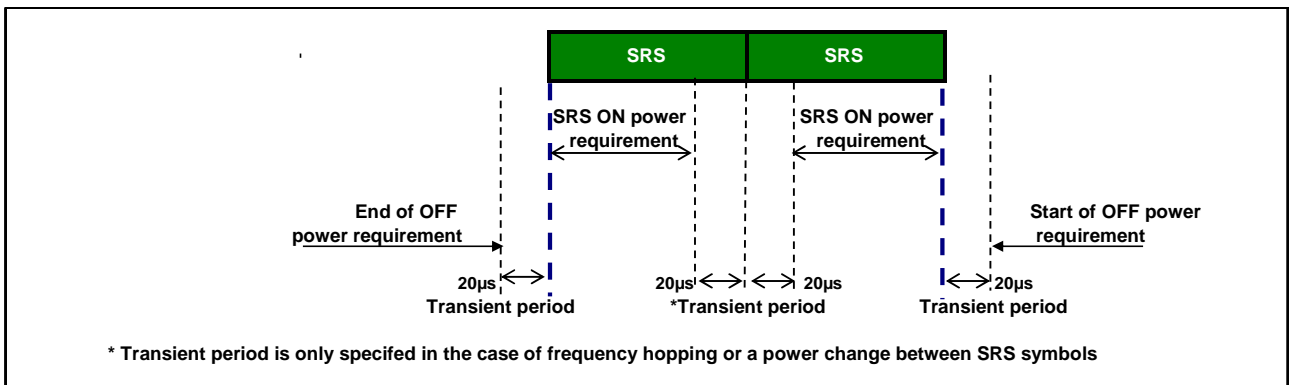 SRS SRS
SRS ON power
requirement
SRS ON power
requirement
End of OFF
power requirement
Start of OFF power
requirement
20µs 20µs 20µs 20µs
Transient period *Transient period Transient period
* Transient period is only specifed in the case of frequency hopping or a power change between SRS symbols